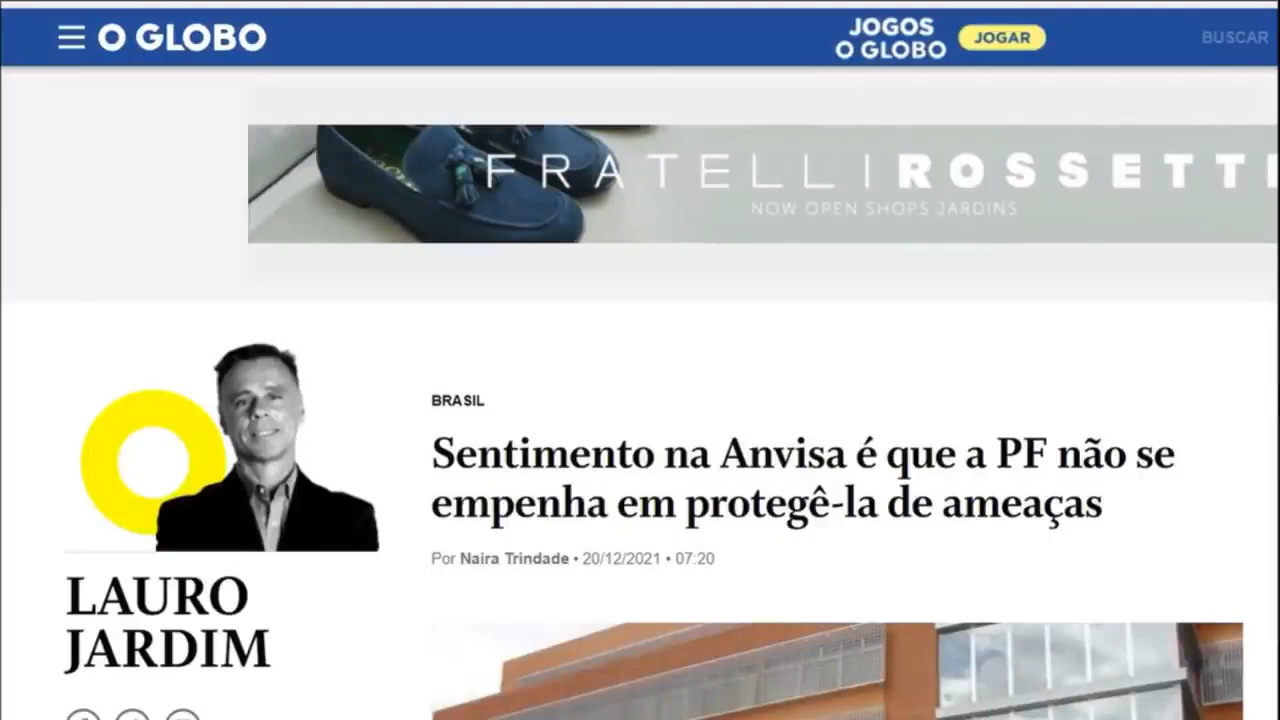 O GLOBO
JOGOS
O GLOBO
JOGAR
BUSCAR
FRATELLI ROSSETTI
NOW OPEN SHOPS JARDINS
BRASIL
Sentimento na Anvisa é que a PF não se
empenha em protegê-la de ameaças
Por Naira Trindade • 20/12/2021 • 07:20
LAURO
JARDIM